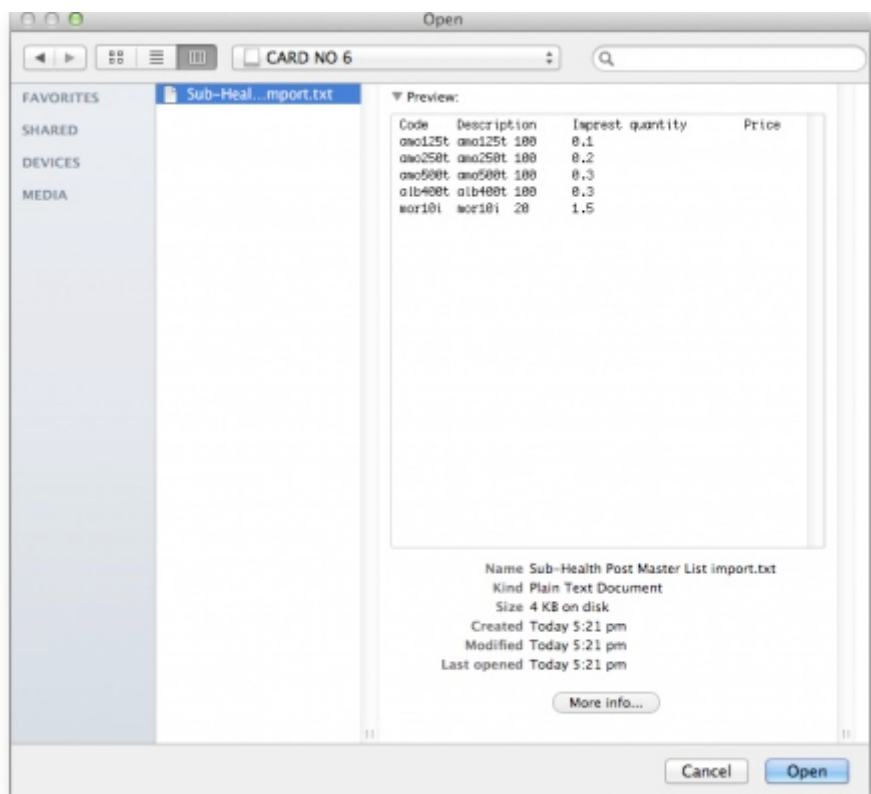 Open
CARD NO 6
FAVORITES
SHARED
DEVICES
MEDIA
Sub-Heal...mport.txt
Preview:
Code Description Imprest quantity Price
amo125t amo125t 100 0.1
amo250t amo250t 100 0.2
amo500t amo500t 100 0.3
alb400t alb400t 100 0.3
mor10i mor10i 20 1.5
Name Sub-Health Post Master List import.txt
Kind Plain Text Document
Size 4 KB on disk
Created Today 5:21 pm
Modified Today 5:21 pm
Last opened Today 5:21 pm
More info...
Cancel Open